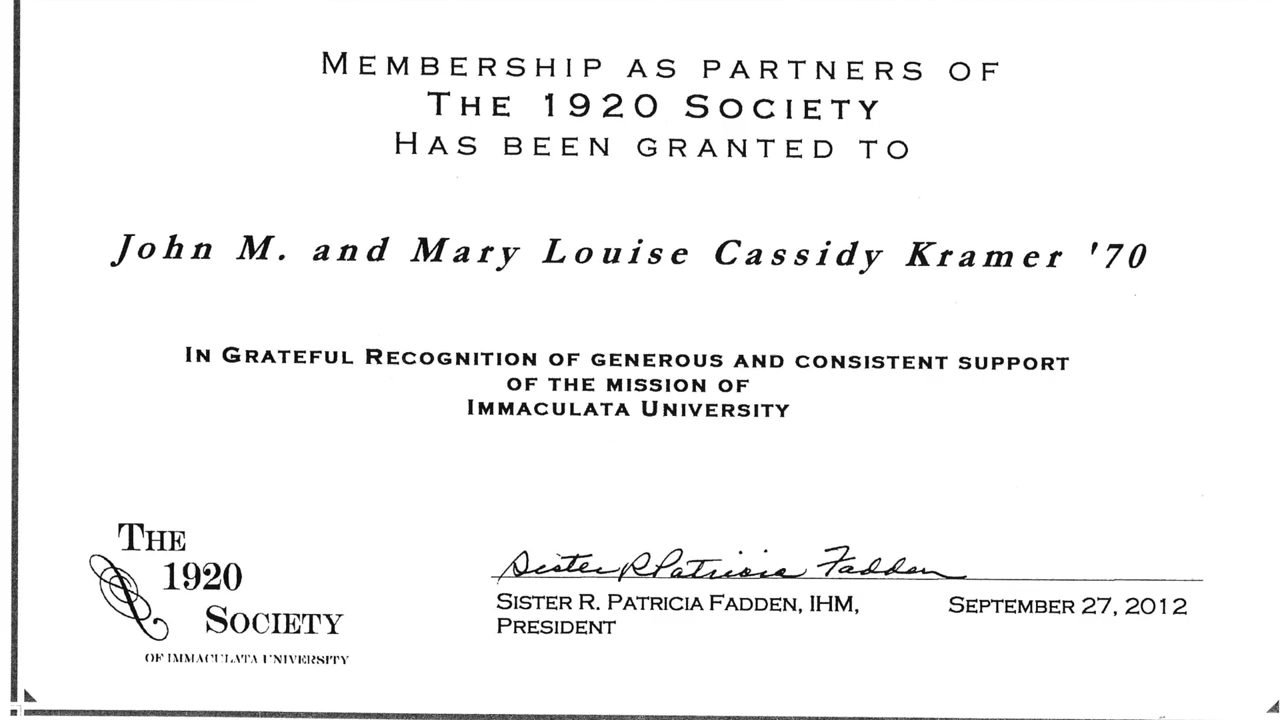 MEMBERSHIP AS PARTNERS OF
THE 1920 SOCIETY
HAS BEEN GRANTED TO
John M. and Mary Louise Cassidy Kramer '70
IN GRATEFUL RECOGNITION OF GENEROUS AND CONSISTENT SUPPORT
OF THE MISSION OF
IMMACULATA UNIVERSITY
THE
1920
SOCIETY
OF IMMACULATA UNIVERSITY
Sister R Patricia Fadden
SISTER R. PATRICIA FADDEN, IHM,
PRESIDENT
SEPTEMBER 27, 2012